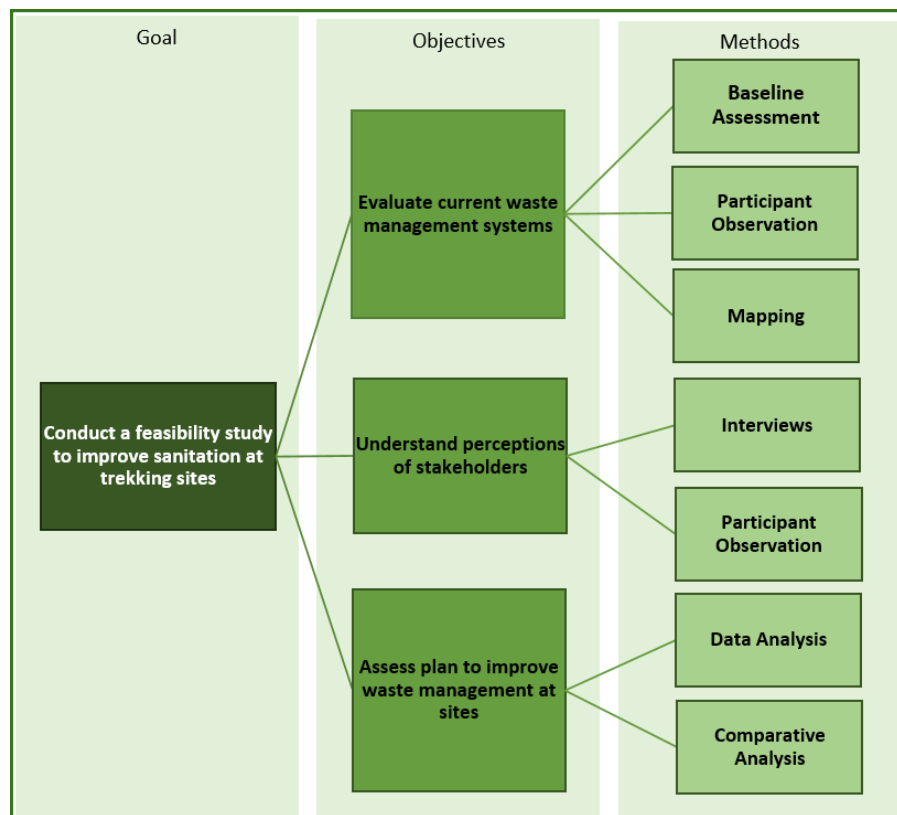 Goal
Objectives
Methods
Conduct a feasibility study
to improve sanitation at
trekking sites
Evaluate current waste
management systems
Understand perceptions
of stakeholders
Assess plan to improve
waste management at
sites
Baseline
Assessment
Participant
Observation
Mapping
Interviews
Participant
Observation
Data Analysis
Comparative
Analysis